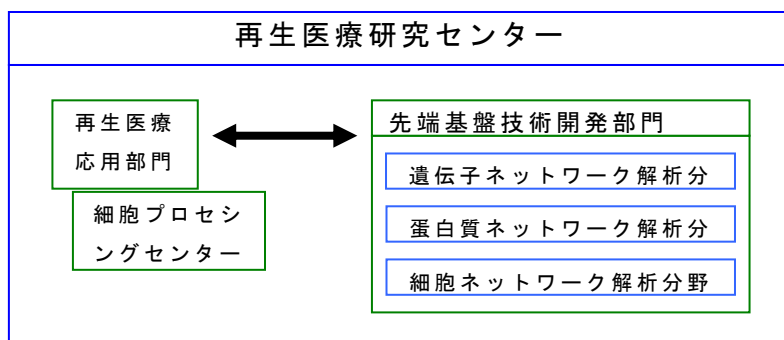 再生医療研究センター
再生医療
応用部門
細胞プロセシ
ングセンター
先端基盤技術開発部門
遺伝子ネットワーク解析分
蛋白質ネットワーク解析分
細胞ネットワーク解析分野